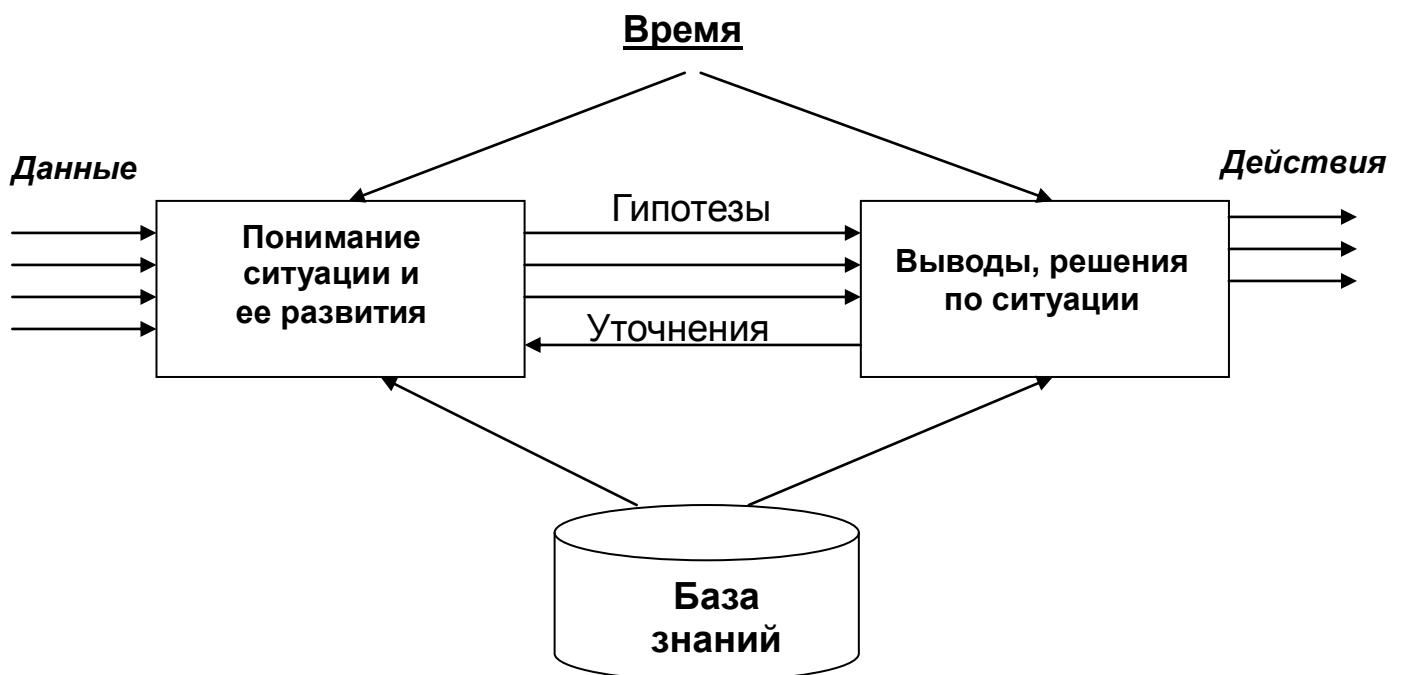 Время
Данные
Действия
Гипотезы
Понимание
ситуации и
ее развития
Выводы, решения
по ситуации
Уточнения
База
знаний